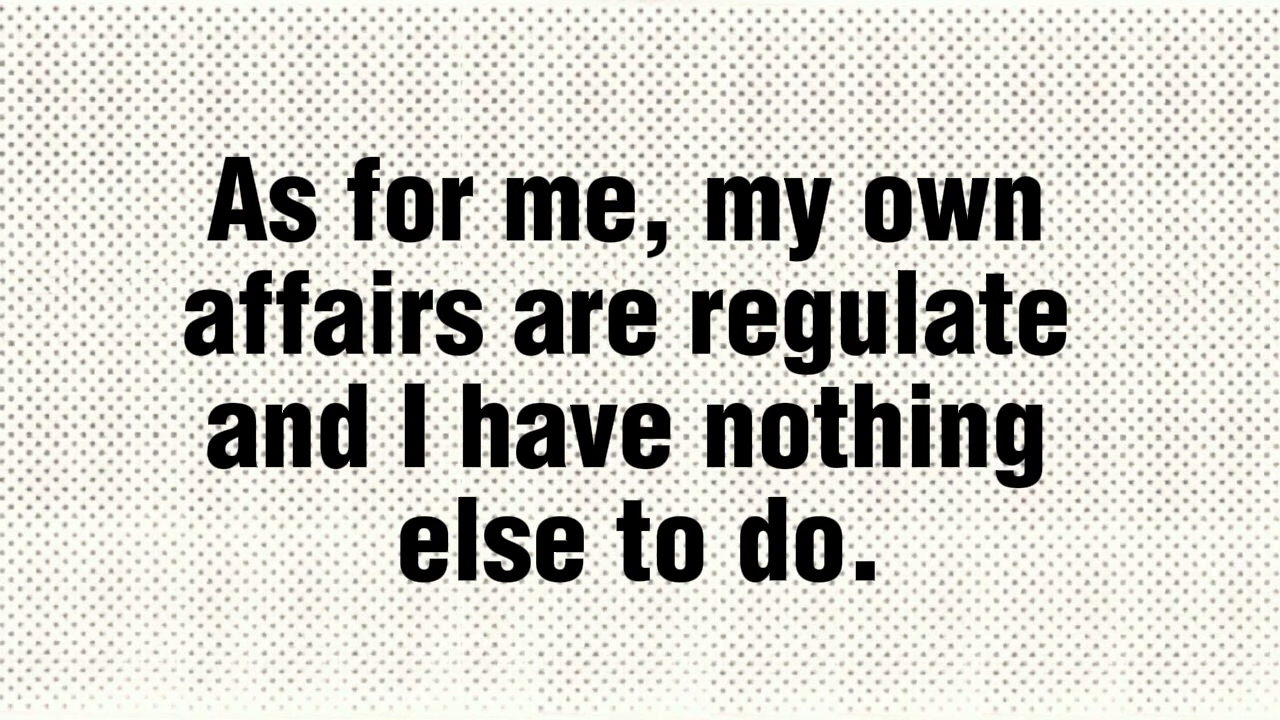 As for me, my own
affairs are regulate
and I have nothing
else to do.